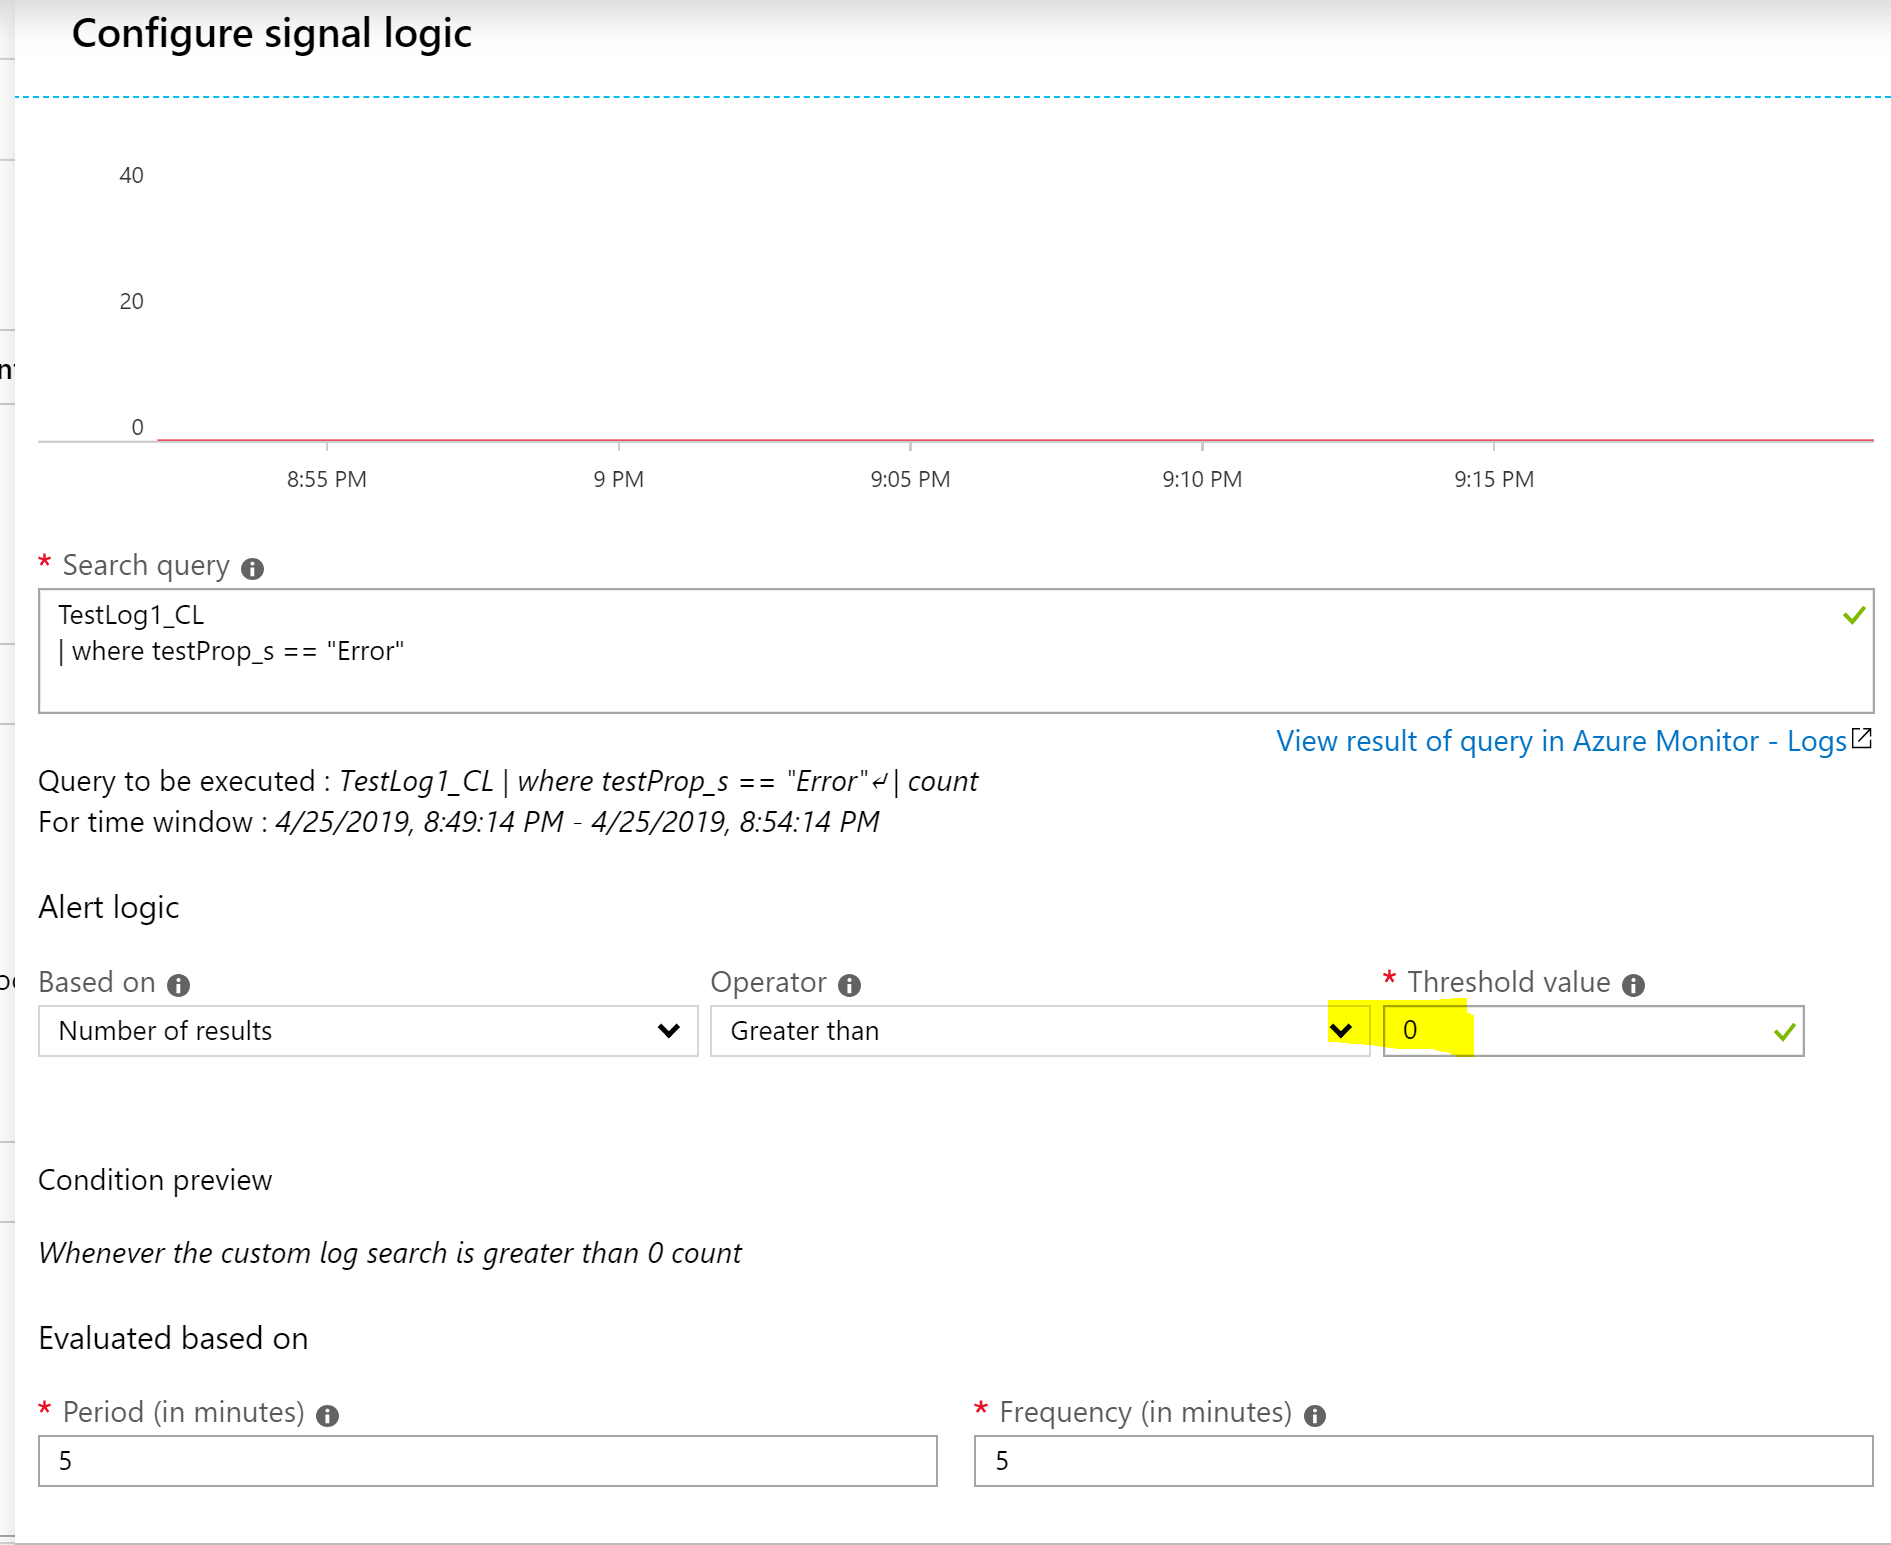 Configure signal logic
40
20
0
8:55 PM 9 PM 9:05 PM 9:10 PM 9:15 PM
* Search query
TestLog1_CL
| where testProp_s == "Error"
View result of query in Azure Monitor - Logs
Query to be executed : TestLog1_CL | where testProp_s == "Error"↲ | count
For time window : 4/25/2019, 8:49:14 PM - 4/25/2019, 8:54:14 PM
Alert logic
Based on Operator * Threshold value
Number of results Greater than 0
Condition preview
Whenever the custom log search is greater than 0 count
Evaluated based on
* Period (in minutes) * Frequency (in minutes)
5 5